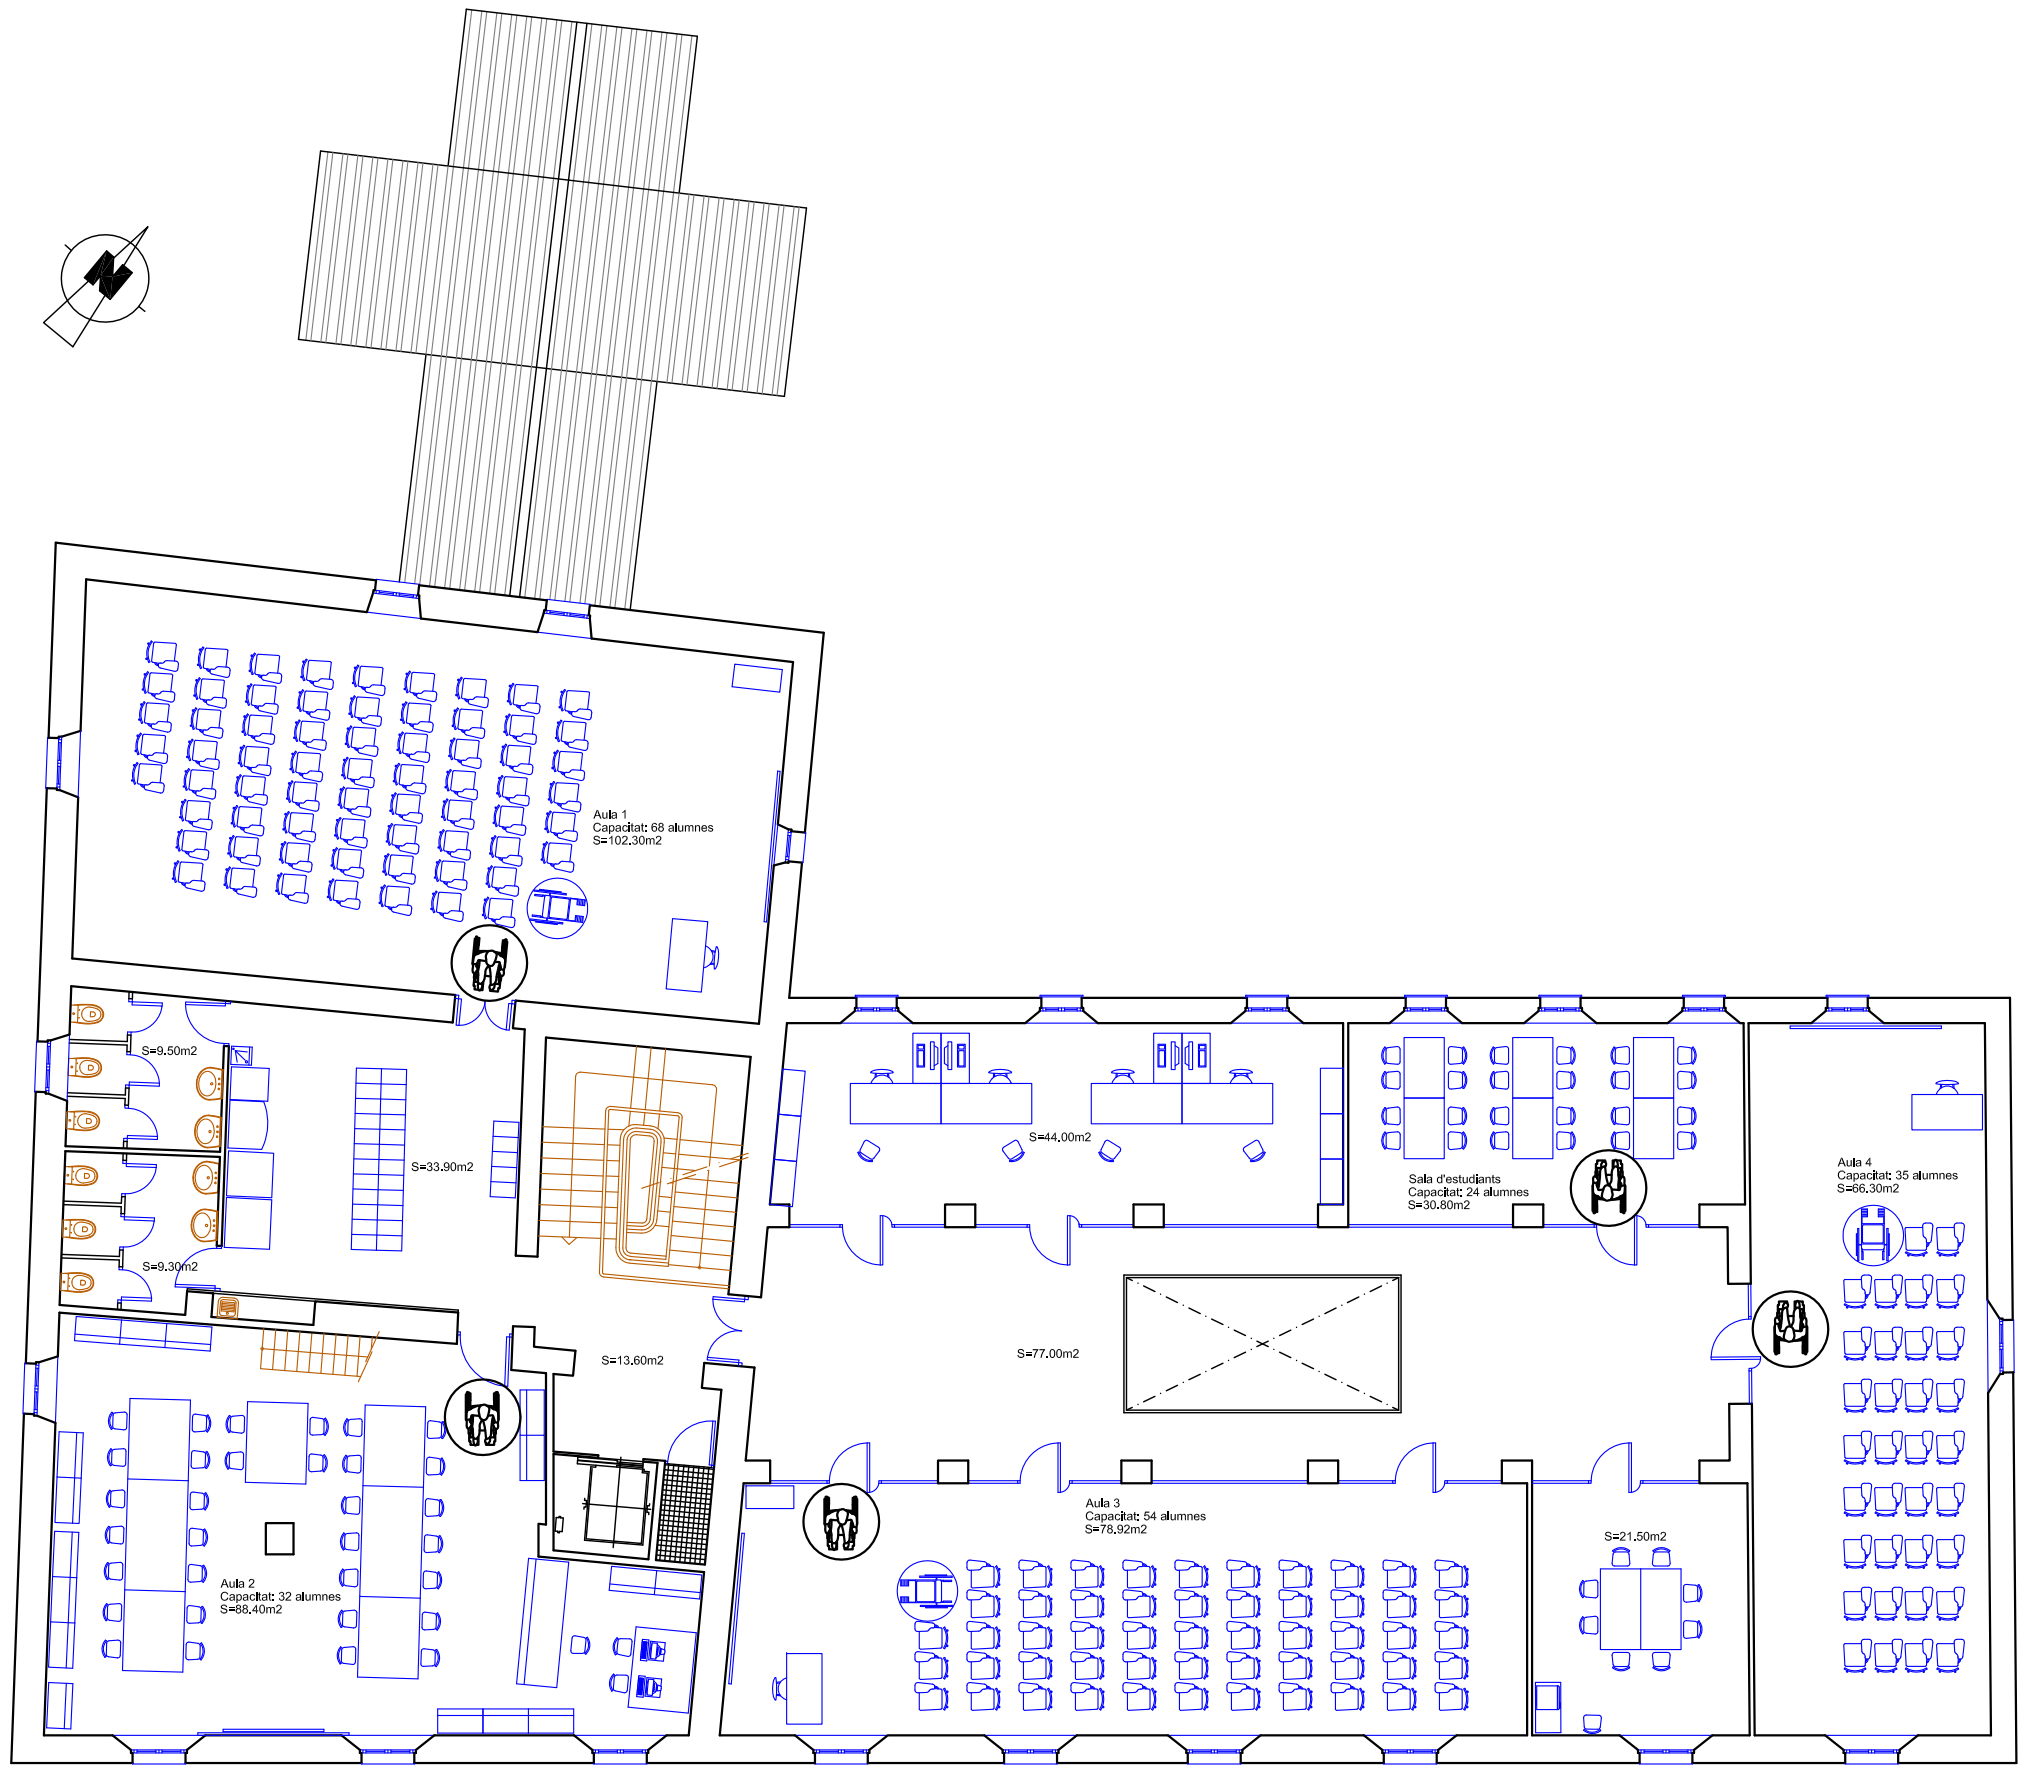 Aula 1
Capacitat: 68 alumnes
S=102.30m2
S=9.50m2
S=33.90m2
S=9.30m2
S=44.00m2
Sala d'estudiants
Capacitat: 24 alumnes
S=30.80m2
Aula 4
Capacitat: 35 alumnes
S=66.30m2
S=13.60m2
S=77.00m2
Aula 3
Capacitat: 54 alumnes
S=78.92m2
S=21.50m2
Aula 2
Capacitat: 32 alumnes
S=88.40m2
N